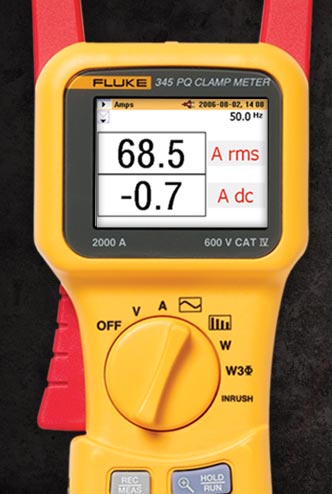 FLUKE 345 PQ CLAMP METER
Amps 2006-08-02, 14:08
50.0 Hz
68.5 A rms
-0.7 A dc
2000 A 600 V CAT IV
OFF V A
W
W3Φ
INRUSH
REC MEAS HOLD RUN